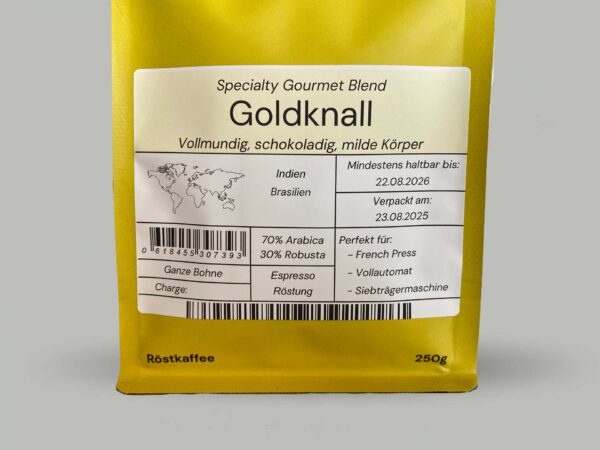 Specialty Gourmet Blend
Goldknall
Vollmundig, schokoladig, milde Körper
Indien
Brasilien
Mindestens haltbar bis:
22.08.2026
Verpackt am:
23.08.2025
0 618455 307393
Ganze Bohne
Charge:
70% Arabica
30% Robusta
Espresso
Röstung
Perfekt für:
- French Press
- Vollautomat
- Siebträgermaschine
Röstkaffee
250g